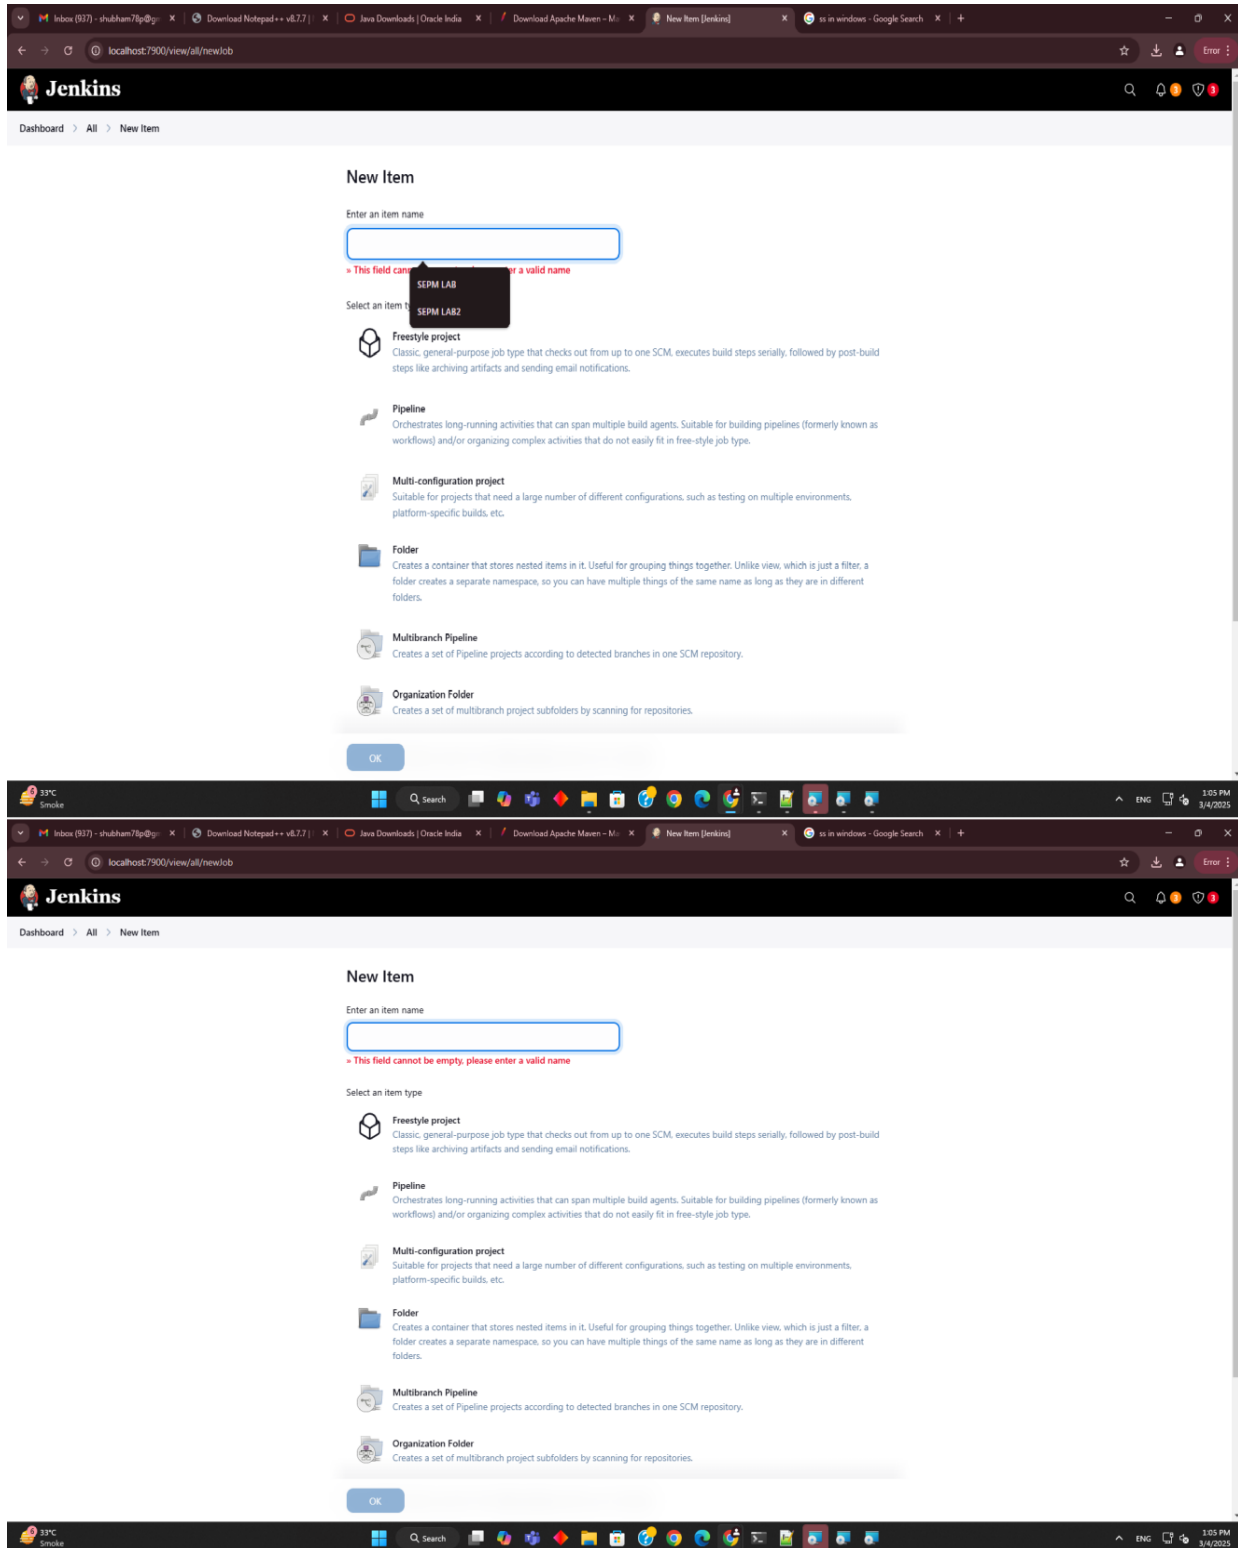 Inbox (937) - shubham78p@gr
Download Notepad++ v8.7.7 |
Java Downloads | Oracle India
Download Apache Maven – Ma
New Item [Jenkins]
ss in windows - Google Search
localhost:7900/view/all/newJob
Error
Jenkins
3
3
Dashboard > All > New Item
New Item
Enter an item name
» This field cann
er a valid name
SEPM LAB
Select an item t
SEPM LAB2
Freestyle project
Classic, general-purpose job type that checks out from up to one SCM, executes build steps serially, followed by post-build
steps like archiving artifacts and sending email notifications.
Pipeline
Orchestrates long-running activities that can span multiple build agents. Suitable for building pipelines (formerly known as
workflows) and/or organizing complex activities that do not easily fit in free-style job type.
Multi-configuration project
Suitable for projects that need a large number of different configurations, such as testing on multiple environments,
platform-specific builds, etc.
Folder
Creates a container that stores nested items in it. Useful for grouping things together. Unlike view, which is just a filter, a
folder creates a separate namespace, so you can have multiple things of the same name as long as they are in different
folders.
Multibranch Pipeline
Creates a set of Pipeline projects according to detected branches in one SCM repository.
Organization Folder
Creates a set of multibranch project subfolders by scanning for repositories.
OK
6
33°C
Smoke
Search
ENG
1:05 PM
3/4/2025
Inbox (937) - shubham78p@gr
Download Notepad++ v8.7.7 |
Java Downloads | Oracle India
Download Apache Maven – Ma
New Item [Jenkins]
ss in windows - Google Search
localhost:7900/view/all/newJob
Error
Jenkins
3
3
Dashboard > All > New Item
New Item
Enter an item name
» This field cannot be empty, please enter a valid name
Select an item type
Freestyle project
Classic, general-purpose job type that checks out from up to one SCM, executes build steps serially, followed by post-build
steps like archiving artifacts and sending email notifications.
Pipeline
Orchestrates long-running activities that can span multiple build agents. Suitable for building pipelines (formerly known as
workflows) and/or organizing complex activities that do not easily fit in free-style job type.
Multi-configuration project
Suitable for projects that need a large number of different configurations, such as testing on multiple environments,
platform-specific builds, etc.
Folder
Creates a container that stores nested items in it. Useful for grouping things together. Unlike view, which is just a filter, a
folder creates a separate namespace, so you can have multiple things of the same name as long as they are in different
folders.
Multibranch Pipeline
Creates a set of Pipeline projects according to detected branches in one SCM repository.
Organization Folder
Creates a set of multibranch project subfolders by scanning for repositories.
OK
6
33°C
Smoke
Search
ENG
1:05 PM
3/4/2025